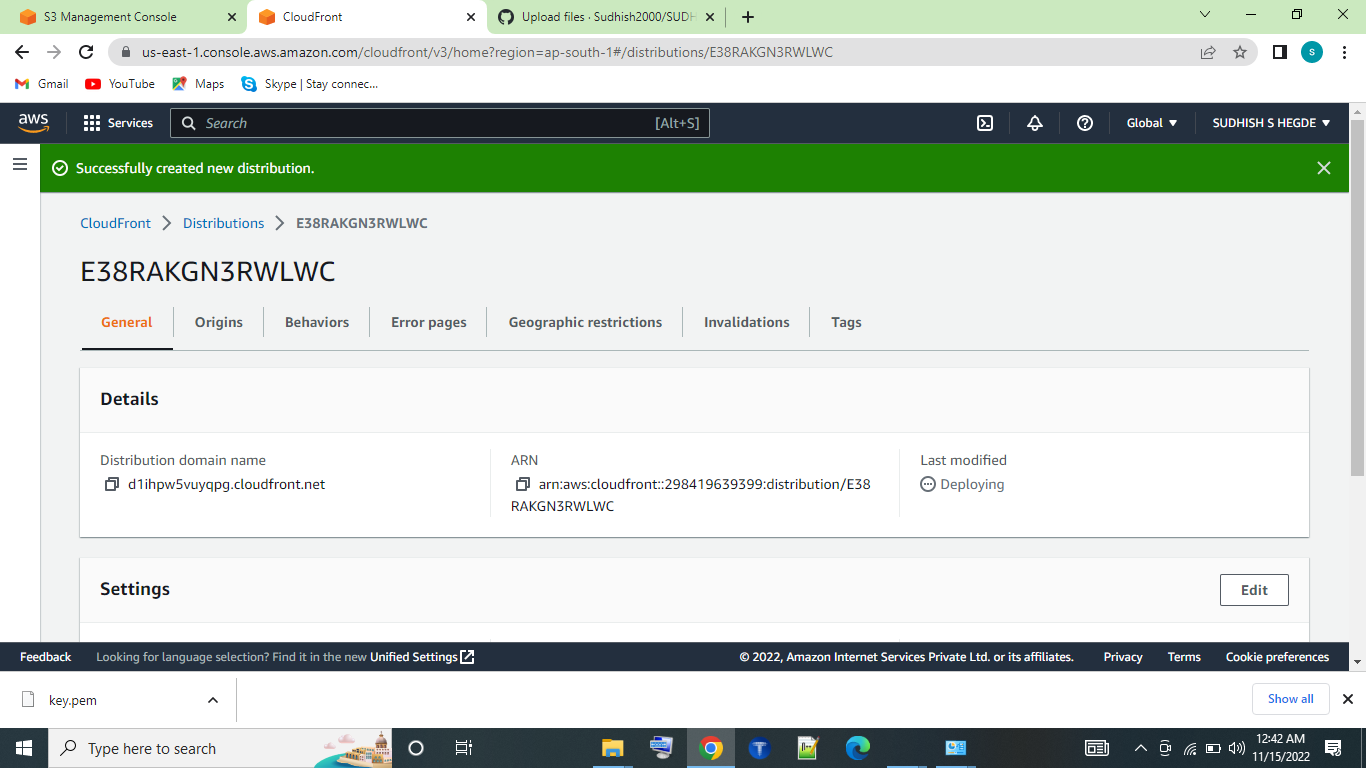 S3 Management Console
CloudFront
Upload files · Sudhish2000/SUDH
us-east-1.console.aws.amazon.com/cloudfront/v3/home?region=ap-south-1#/distributions/E38RAKGN3RWLWC
S
Gmail YouTube Maps Skype | Stay connec...
aws Services Search [Alt+S] Global SUDHISH S HEGDE
Successfully created new distribution.
CloudFront Distributions E38RAKGN3RWLWC
E38RAKGN3RWLWC
General Origins Behaviors Error pages Geographic restrictions Invalidations Tags
Details
Distribution domain name
d1ihpw5vuyqpg.cloudfront.net
ARN
arn:aws:cloudfront::298419639399:distribution/E38
RAKGN3RWLWC
Last modified
Deploying
Settings
Edit
Feedback Looking for language selection? Find it in the new Unified Settings © 2022, Amazon Internet Services Private Ltd. or its affiliates. Privacy Terms Cookie preferences
key.pem
Show all
Type here to search
12:42 AM
11/15/2022